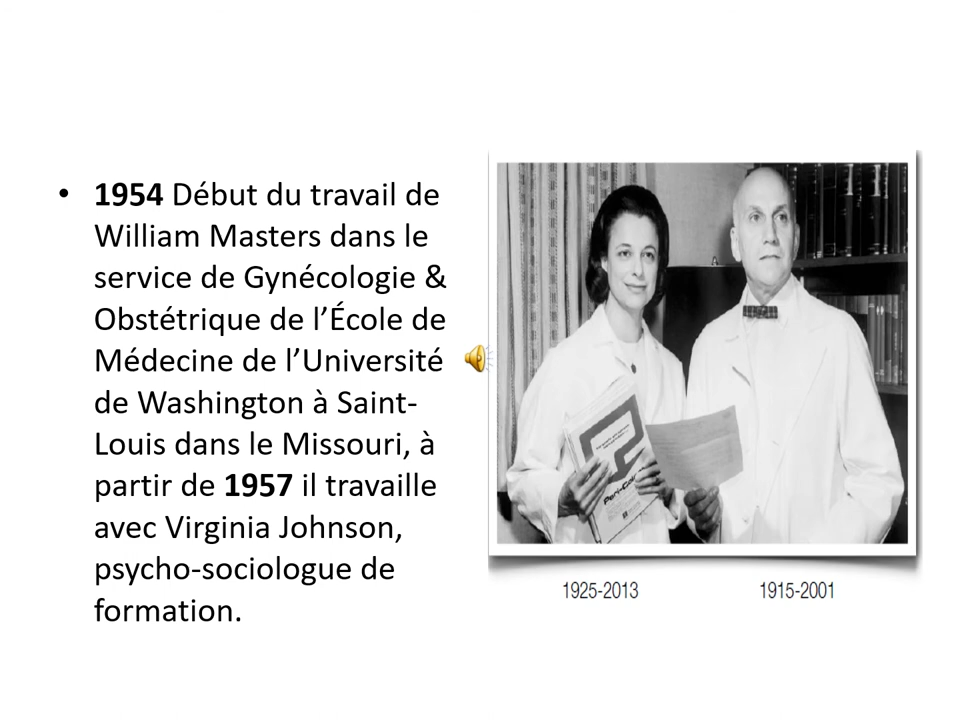 • 1954 Début du travail de
William Masters dans le
service de Gynécologie &
Obstétrique de l’École de
Médecine de l’Université
de Washington à Saint-
Louis dans le Missouri, à
partir de 1957 il travaille
avec Virginia Johnson,
psycho-sociologue de
formation.
1925-2013
1915-2001